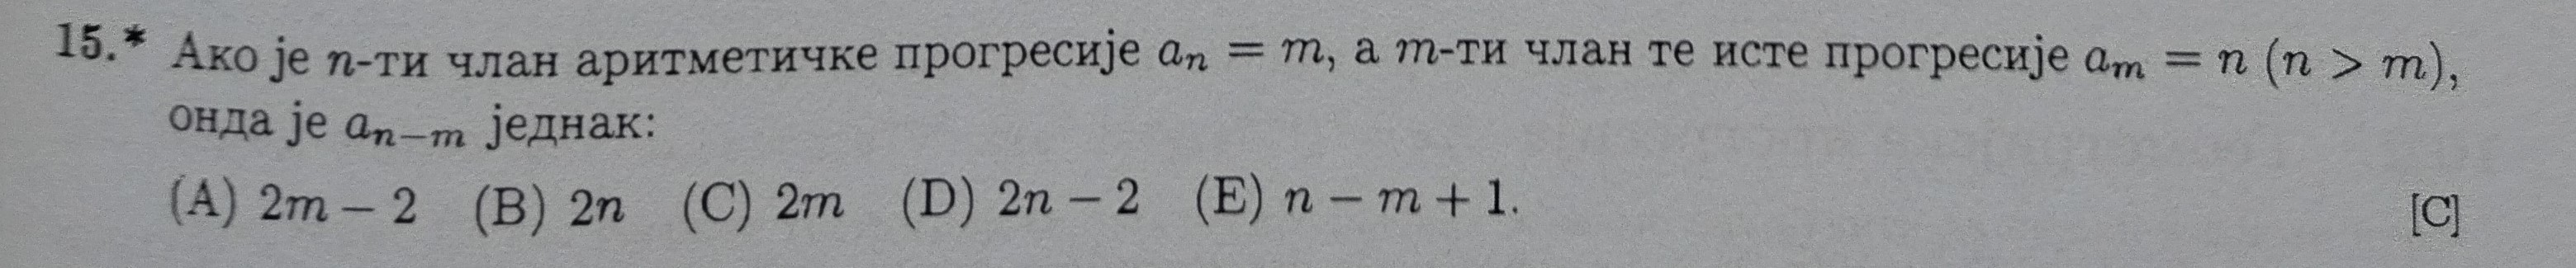 15.* Ако је n-ти члан аритметичке прогресије aₙ = m, а m-ти члан те исте прогресије aₘ = n (n > m),
онда је aₙ₋ₘ једнак:
(A) 2m − 2 (B) 2n (C) 2m (D) 2n − 2 (E) n − m + 1. [C]